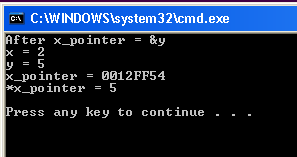 C:\WINDOWS\system32\cmd.exe
After x_pointer = &y
x = 2
y = 5
x_pointer = 0012FF54
*x_pointer = 5
Press any key to continue . . .